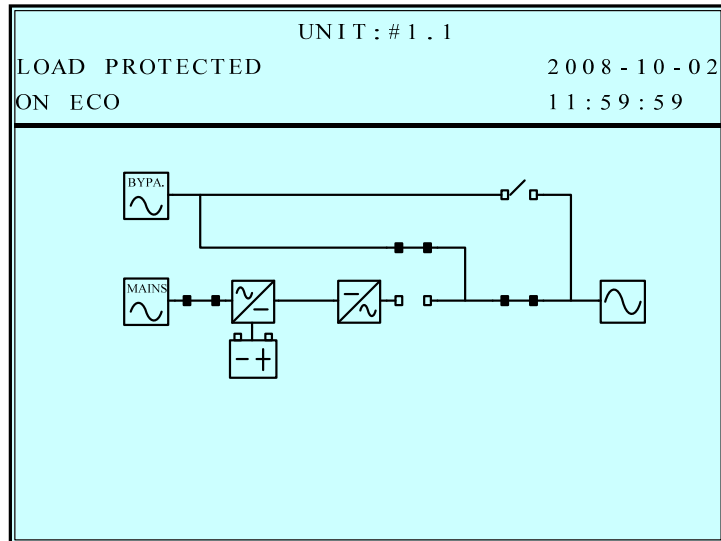 UNIT:#1.1
LOAD PROTECTED 2008-10-02
ON ECO 11:59:59
BYPA.
MAINS